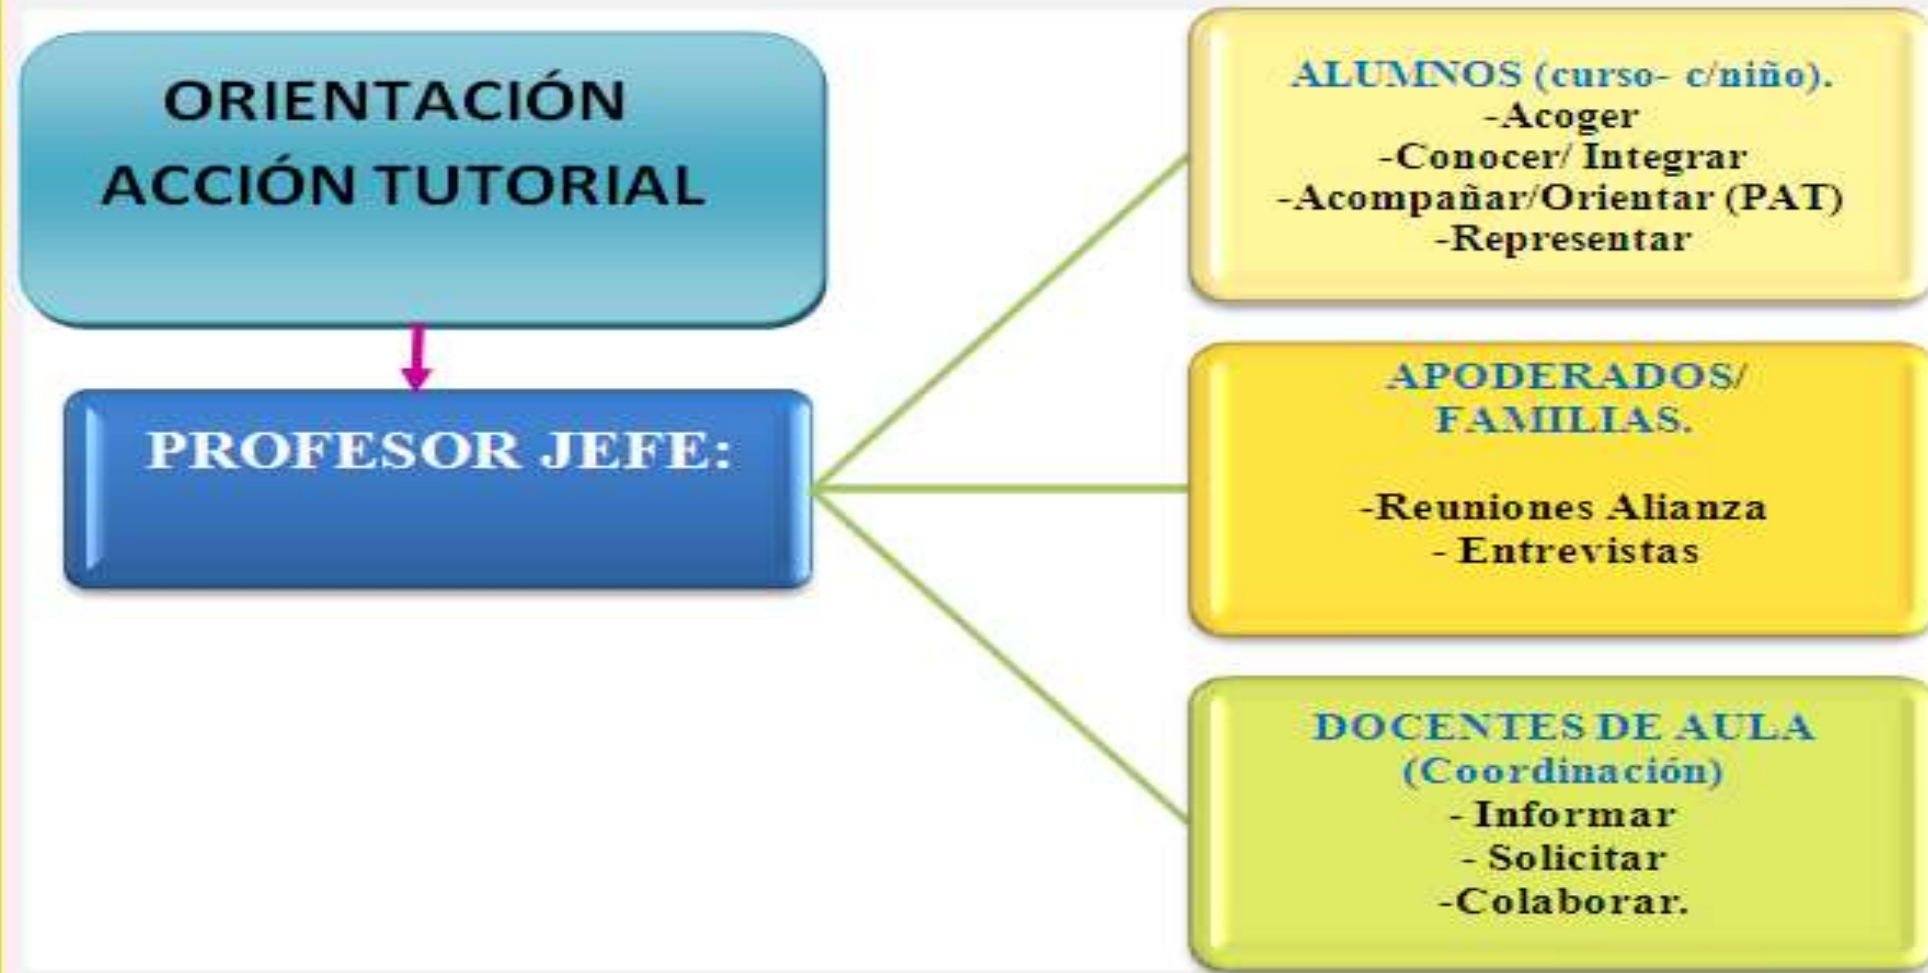 ORIENTACIÓN
ACCIÓN TUTORIAL
PROFESOR JEFE:
ALUMNOS (curso- c/niño).
-Acoger
-Conocer/ Integrar
-Acompañar/Orientar (PAT)
-Representar
APODERADOS/
FAMILIAS.
-Reuniones Alianza
- Entrevistas
DOCENTES DE AULA
(Coordinación)
- Informar
- Solicitar
-Colaborar.